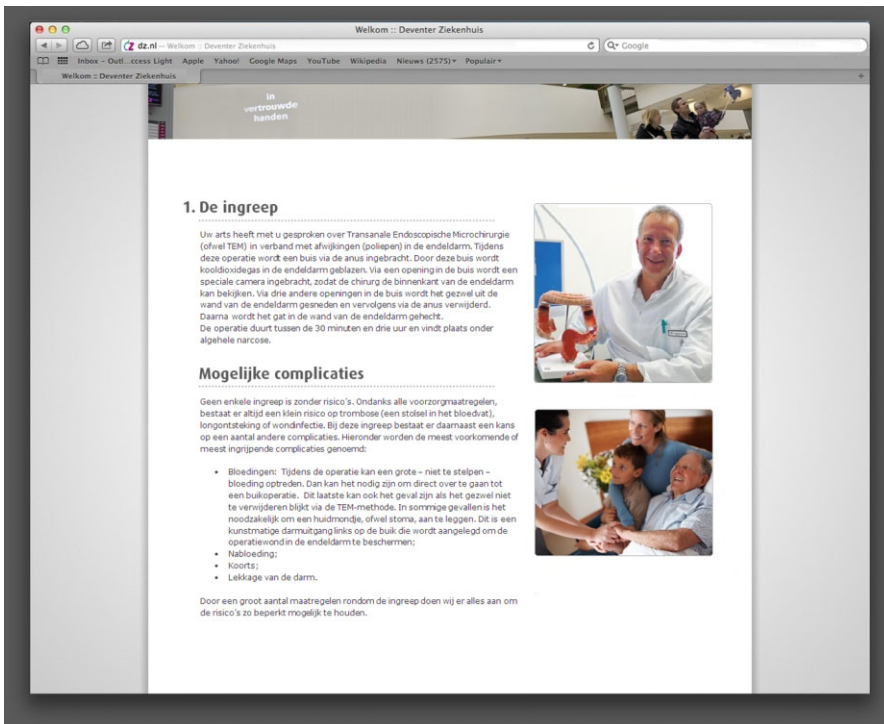 Welkom :: Deventer Ziekenhuis
dz.nl — Welkom :: Deventer Ziekenhuis
Google
Inbox – Outl...ccess Light Apple Yahoo! Google Maps YouTube Wikipedia Nieuws (2575) Populair
Welkom :: Deventer Ziekenhuis
in
vertrouwde
handen
1. De ingreep
Uw arts heeft met u gesproken over Transanale Endoscopische Microchirurgie
(ofwel TEM) in verband met afwijkingen (poliepen) in de endeldarm. Tijdens
deze operatie wordt een buis via de anus ingebracht. Door deze buis wordt
kooldioxidegas in de endeldarm geblazen. Via een opening in de buis wordt een
speciale camera ingebracht, zodat de chirurg de binnenkant van de endeldarm
kan bekijken. Via drie andere openingen in de buis wordt het gezwel uit de
wand van de endeldarm gesneden en vervolgens via de anus verwijderd.
Daarna wordt het gat in de wand van de endeldarm gehecht.
De operatie duurt tussen de 30 minuten en drie uur en vindt plaats onder
algehele narcose.
Mogelijke complicaties
Geen enkele ingreep is zonder risico's. Ondanks alle voorzorgmaatregelen,
bestaat er altijd een klein risico op trombose (een stolsel in het bloedvat),
longontsteking of wondinfectie. Bij deze ingreep bestaat er daarnaast een kans
op een aantal andere complicaties. Hieronder worden de meest voorkomende of
meest ingrijpende complicaties genoemd:
• Bloedingen: Tijdens de operatie kan een grote – niet te stelpen –
bloeding optreden. Dan kan het nodig zijn om direct over te gaan tot
een buikoperatie. Dit laatste kan ook het geval zijn als het gezwel niet
te verwijderen blijkt via de TEM-methode. In sommige gevallen is het
noodzakelijk om een huidmondje, ofwel stoma, aan te leggen. Dit is een
kunstmatige darmuitgang links op de buik die wordt aangelegd om de
operatiewond in de endeldarm te beschermen;
• Nabloeding;
• Koorts;
• Lekkage van de darm.
Door een groot aantal maatregelen rondom de ingreep doen wij er alles aan om
de risico's zo beperkt mogelijk te houden.